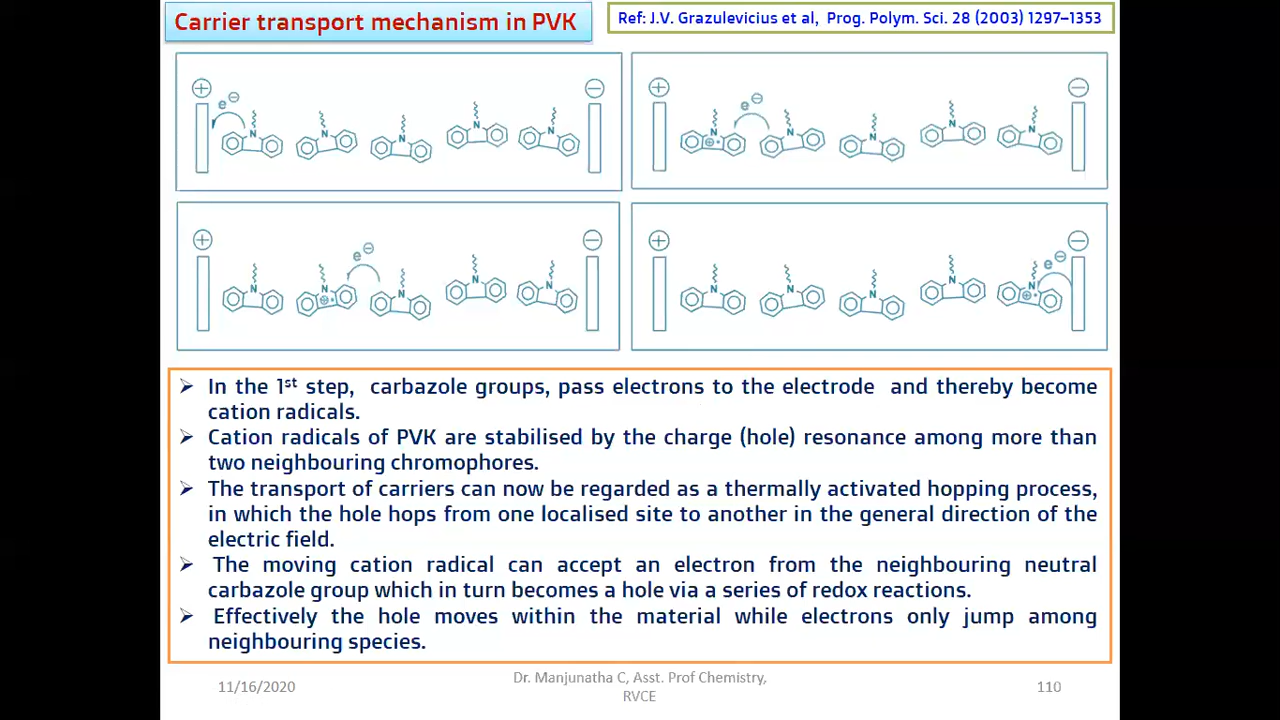 Carrier transport mechanism in PVK
Ref: J.V. Grazulevicius et al, Prog. Polym. Sci. 28 (2003) 1297–1353
+
e⊖
N N N N N
−
+
e⊖
N N N N N
−
+
e⊖
N N N N N
−
+
e⊖
N N N N N
−
➢ In the 1st step, carbazole groups, pass electrons to the electrode and thereby become
cation radicals.
➢ Cation radicals of PVK are stabilised by the charge (hole) resonance among more than
two neighbouring chromophores.
➢ The transport of carriers can now be regarded as a thermally activated hopping process,
in which the hole hops from one localised site to another in the general direction of the
electric field.
➢ The moving cation radical can accept an electron from the neighbouring neutral
carbazole group which in turn becomes a hole via a series of redox reactions.
➢ Effectively the hole moves within the material while electrons only jump among
neighbouring species.
11/16/2020
Dr. Manjunatha C, Asst. Prof Chemistry,
RVCE
110